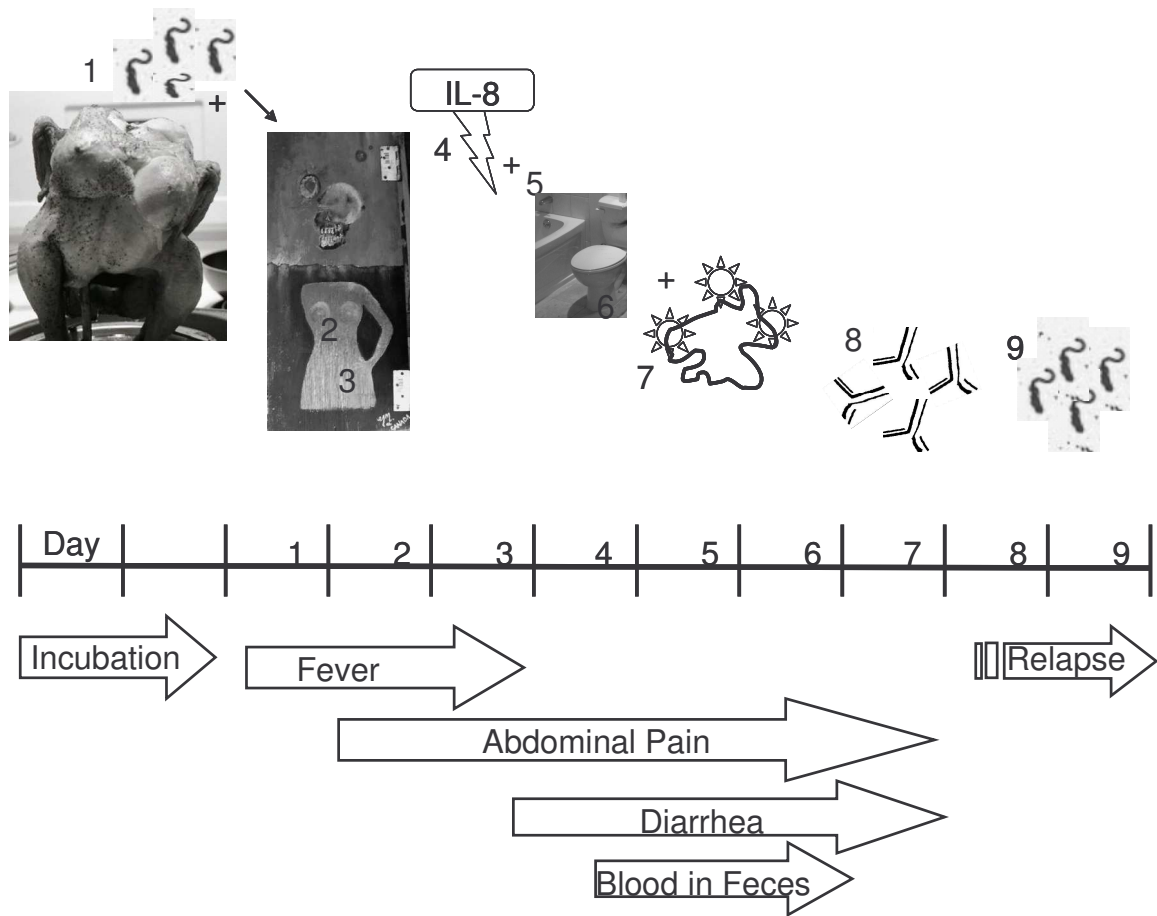 1
+
IL-8
4
+
5
2
3
6
+
7
8
9
Day
1 2 3 4 5 6 7 8 9
Incubation
Fever
Relapse
Abdominal Pain
Diarrhea
Blood in Feces